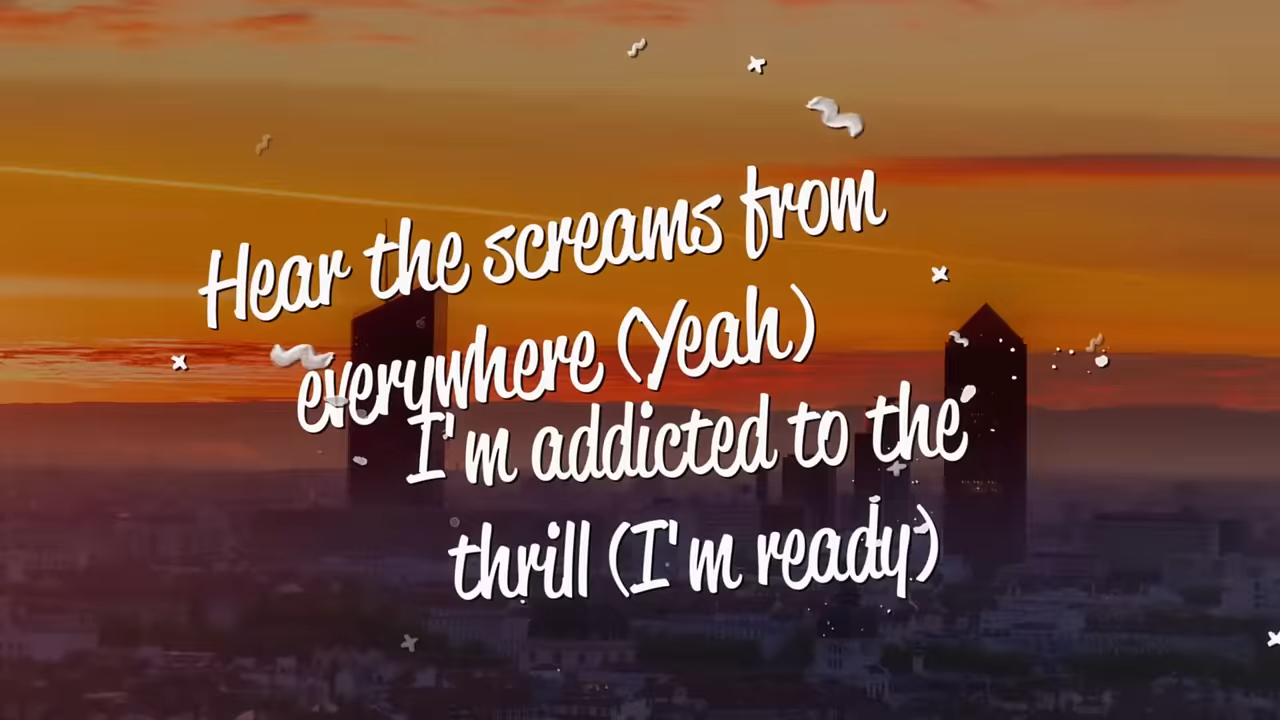 Hear the screams from
everywhere (Yeah)
I'm addicted to the
thrill (I'm ready)